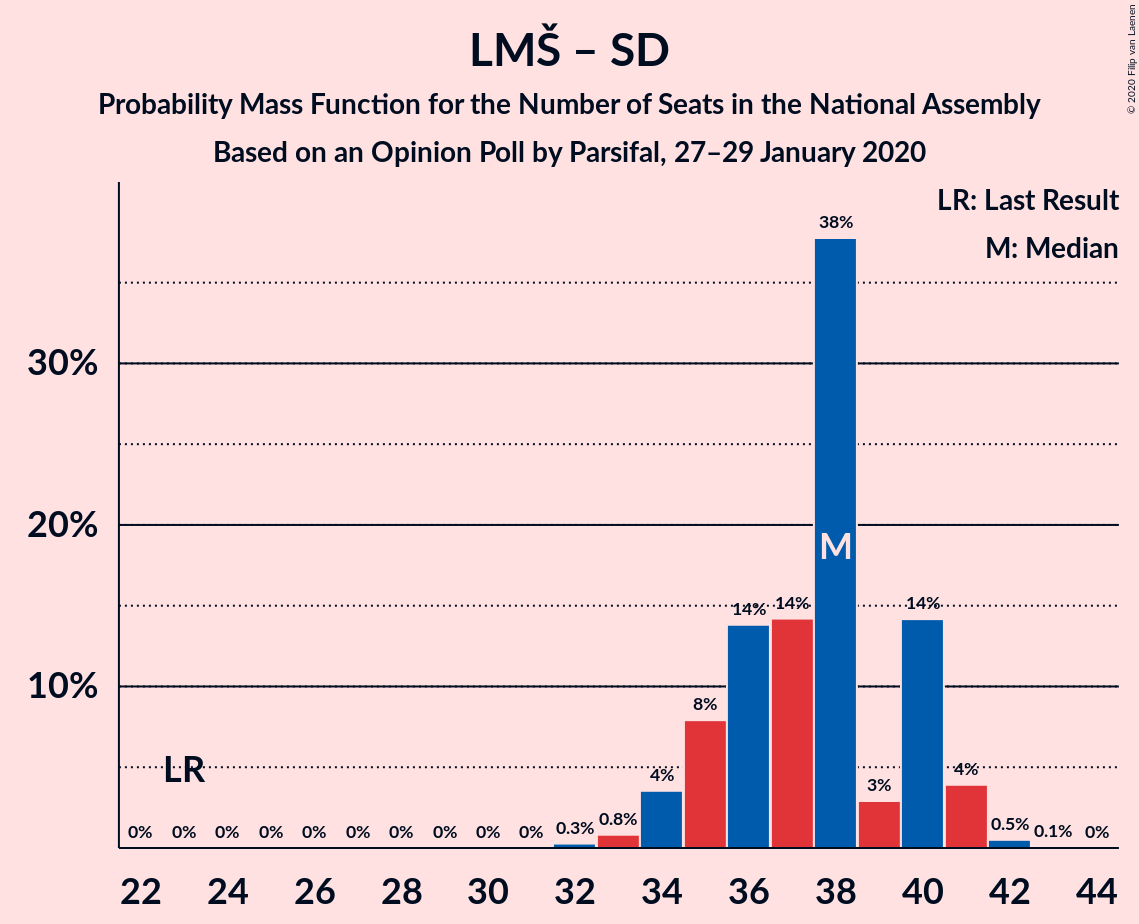 LMŠ – SD
Probability Mass Function for the Number of Seats in the National Assembly
Based on an Opinion Poll by Parsifal, 27–29 January 2020
© 2020 Filip van Laenen
LR: Last Result
M: Median
38%
30%
20%
M
14% 14% 14%
10%
8%
LR
4% 4%
3%
0% 0% 0% 0% 0% 0% 0% 0% 0% 0% 0.3% 0.8% 0.5% 0.1% 0%
22 24 26 28 30 32 34 36 38 40 42 44